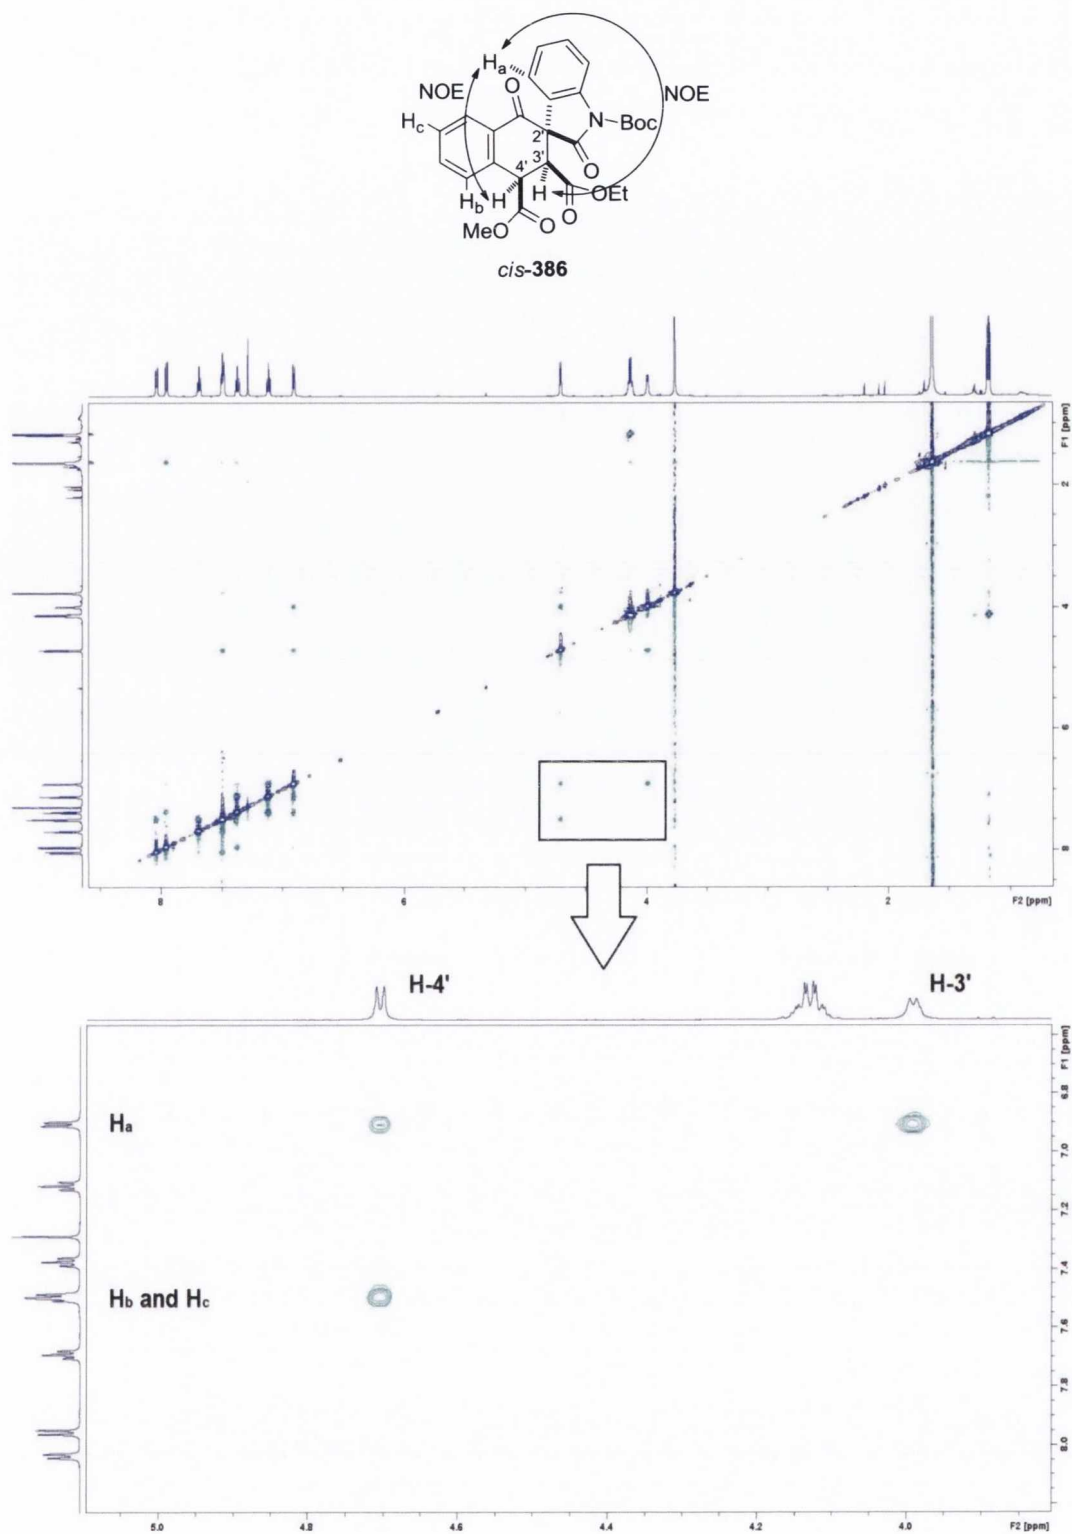 Ha
NOE
O
NOE
Hc
N
Boc
2'
3'
O
4'
Hb
H
H
OEt
O
MeO
O
cis-386
F1 [ppm]
2
4
6
8
8
6
4
2
F2 [ppm]
H-4'
H-3'
F1 [ppm]
Ha
6.8
7.0
7.2
7.4
Hb and Hc
7.6
7.8
8.0
5.0
4.8
4.6
4.4
4.2
4.0
F2 [ppm]